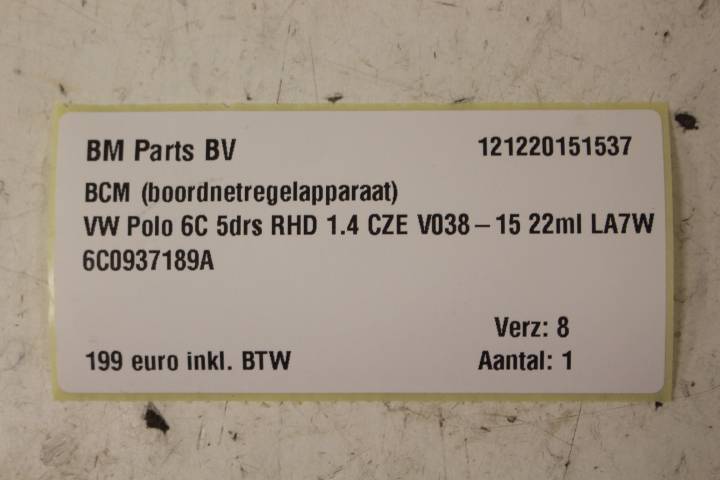 BM Parts BV 121220151537
BCM (boordnetregelapparaat)
VW Polo 6C 5drs RHD 1.4 CZE V038-15 22ml LA7W
6C0937189A
Verz: 8
199 euro inkl. BTW Aantal: 1